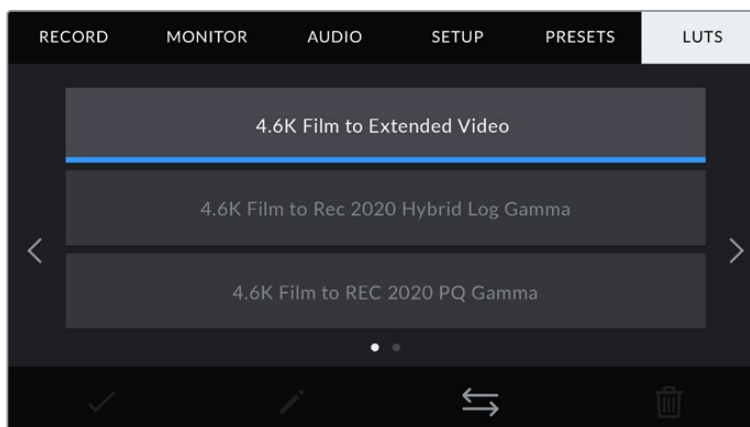 RECORD MONITOR AUDIO SETUP PRESETS LUTS
4.6K Film to Extended Video
4.6K Film to Rec 2020 Hybrid Log Gamma
4.6K Film to REC 2020 PQ Gamma